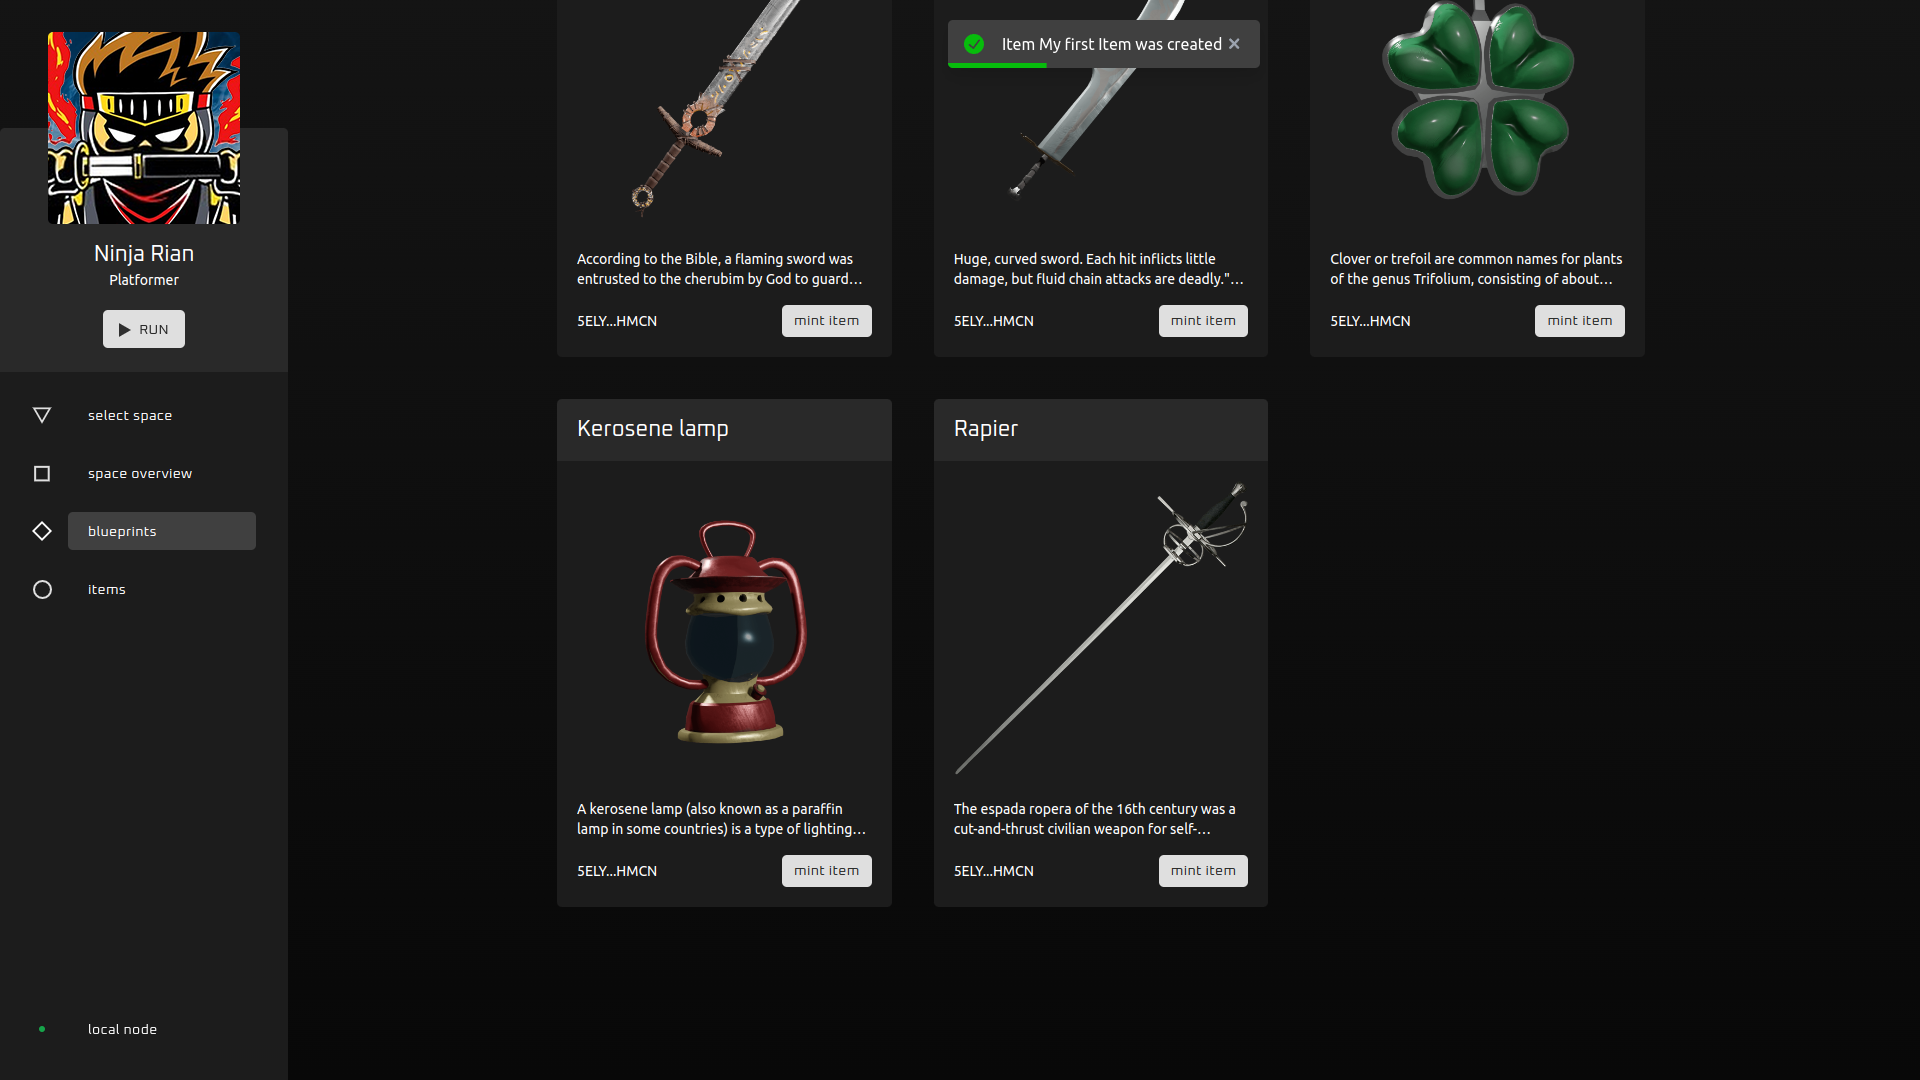 Item My first Item was created
Ninja Rian
Platformer
RUN
select space
space overview
blueprints
items
local node
According to the Bible, a flaming sword was
entrusted to the cherubim by God to guard...
5ELY...HMCN
mint item
Huge, curved sword. Each hit inflicts little
damage, but fluid chain attacks are deadly."...
5ELY...HMCN
mint item
Clover or trefoil are common names for plants
of the genus Trifolium, consisting of about...
5ELY...HMCN
mint item
Kerosene lamp
A kerosene lamp (also known as a paraffin
lamp in some countries) is a type of lighting...
5ELY...HMCN
mint item
Rapier
The espada ropera of the 16th century was a
cut-and-thrust civilian weapon for self-...
5ELY...HMCN
mint item